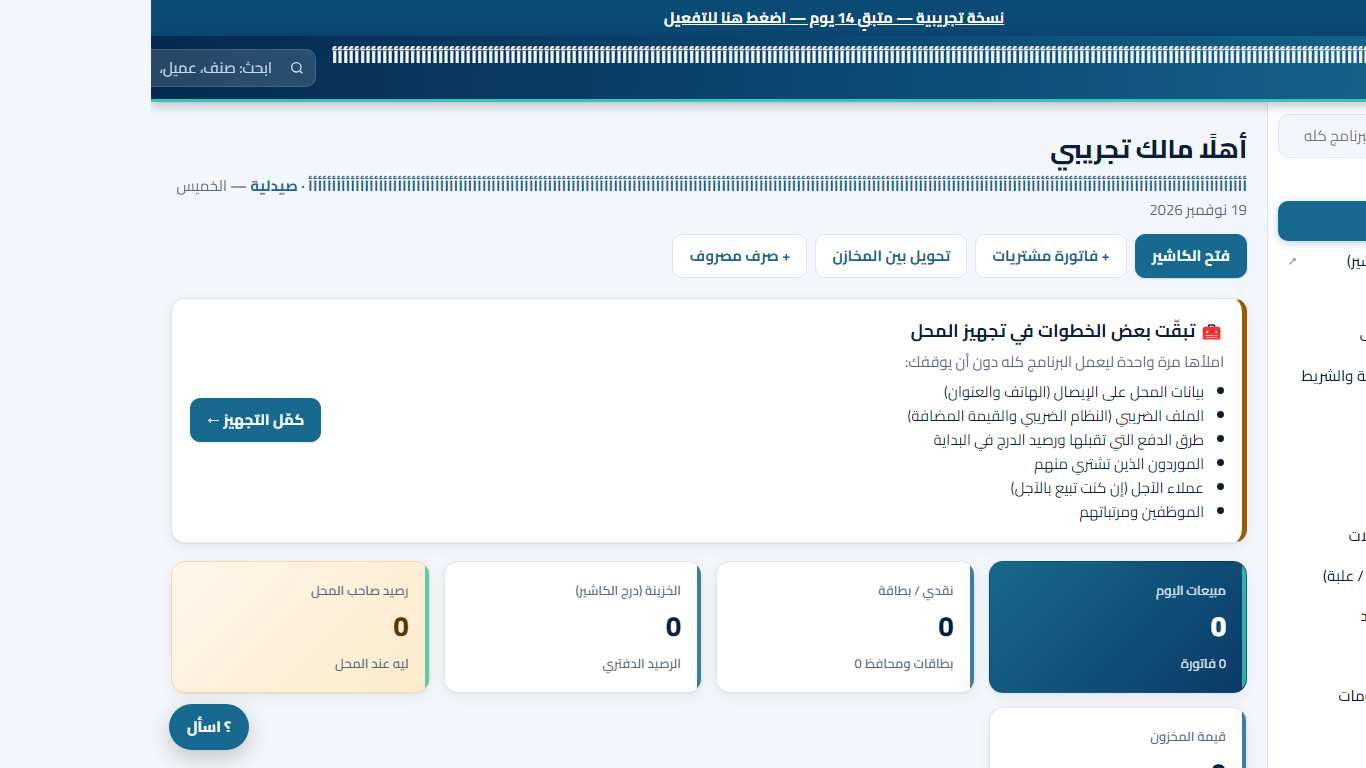 نسخة تجريبية — متبقٍ 14 يوم — اضغط هنا للتفعيل
ابحث: صنف، عميل،
أهلًا مالك تجريبي
· صيدلية — الخميس
19 نوفمبر 2026
فتح الكاشير
+ فاتورة مشتريات
تحويل بين المخازن
+ صرف مصروف
🧰 تبقّت بعض الخطوات في تجهيز المحل
املأها مرة واحدة ليعمل البرنامج كله دون أن يوقفك:
بيانات المحل على الإيصال (الهاتف والعنوان)
الملف الضريبي (النظام الضريبي والقيمة المضافة)
طرق الدفع التي تقبلها ورصيد الدرج في البداية
الموردون الذين تشتري منهم
عملاء الآجل (إن كنت تبيع بالآجل)
الموظفين ومرتباتهم
كمّل التجهيز ←
مبيعات اليوم
0
0 فاتورة
نقدي / بطاقة
0
بطاقات ومحافظ 0
الخزينة (درج الكاشير)
0
الرصيد الدفتري
رصيد صاحب المحل
0
ليه عند المحل
قيمة المخزون
؟ اسأل
كله
↗
ة والشريط
/ علبة)